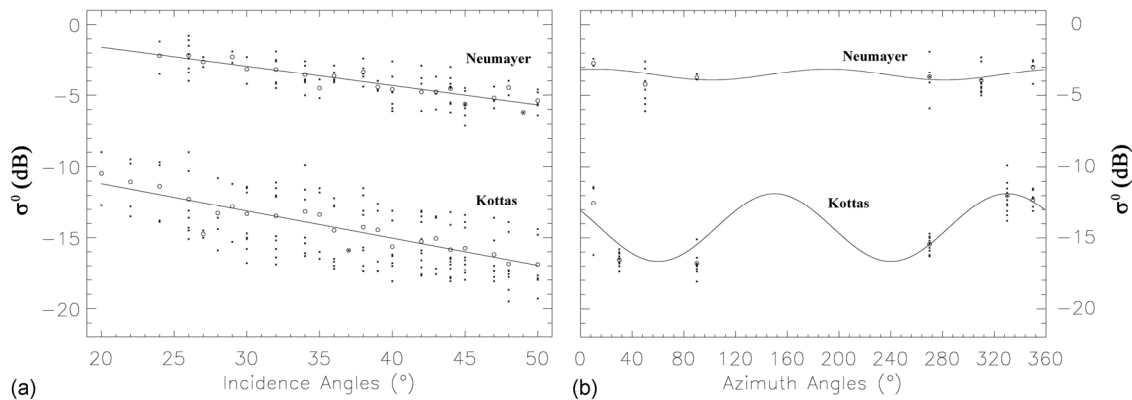 0
Neumayer
−5
−10
Kottas
−15
−20
σ⁰ (dB)
20 25 30 35 40 45 50
(a) Incidence Angles (°)
0
Neumayer
−5
−10
Kottas
−15
−20
σ⁰ (dB)
0 40 80 120 160 200 240 280 320 360
(b) Azimuth Angles (°)